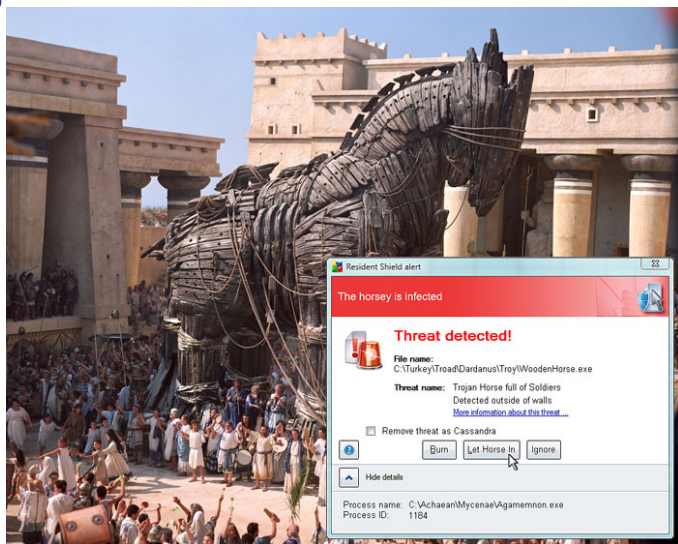 Resident Shield alert
The horsey is infected
Threat detected!
File name:
C:\Turkey\Troad\Dardanus\Troy\WoodenHorse.exe
Threat name: Trojan Horse full of Soldiers
Detected outside of walls
More information about this threat ...
Remove threat as Cassandra
Burn Let Horse In Ignore
Hide details
Process name: C:\Achaean\Mycenae\Agamemnon.exe
Process ID: 1184